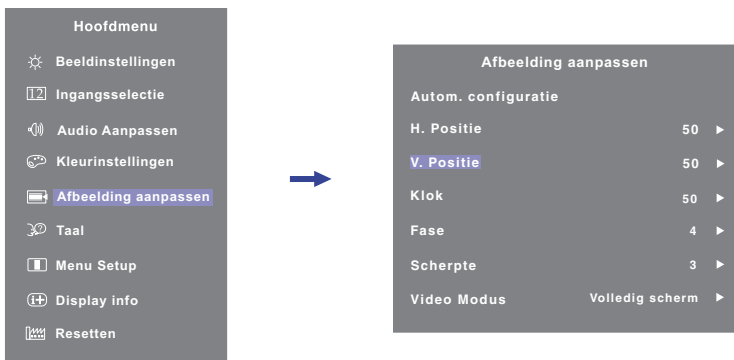 Hoofdmenu
Beeldinstellingen
12 Ingangsselectie
Audio Aanpassen
Kleurinstellingen
Afbeelding aanpassen
? Taal
Menu Setup
i+ Display info
Resetten
Afbeelding aanpassen
Autom. configuratie
H. Positie 50
V. Positie 50
Klok 50
Fase 4
Scherpte 3
Video Modus Volledig scherm